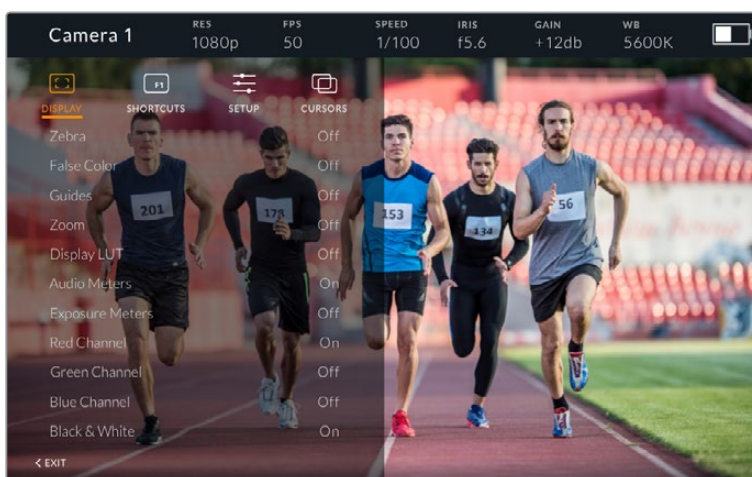 Camera 1
RES 1080p
FPS 50
SPEED 1/100
IRIS f5.6
GAIN +12db
WB 5600K
DISPLAY
SHORTCUTS
SETUP
CURSORS
F1
Zebra Off
False Color Off
Guides Off
Zoom Off
Display LUT Off
Audio Meters On
Exposure Meters Off
Red Channel On
Green Channel Off
Blue Channel Off
Black & White On
< EXIT
201
178
153
134
56